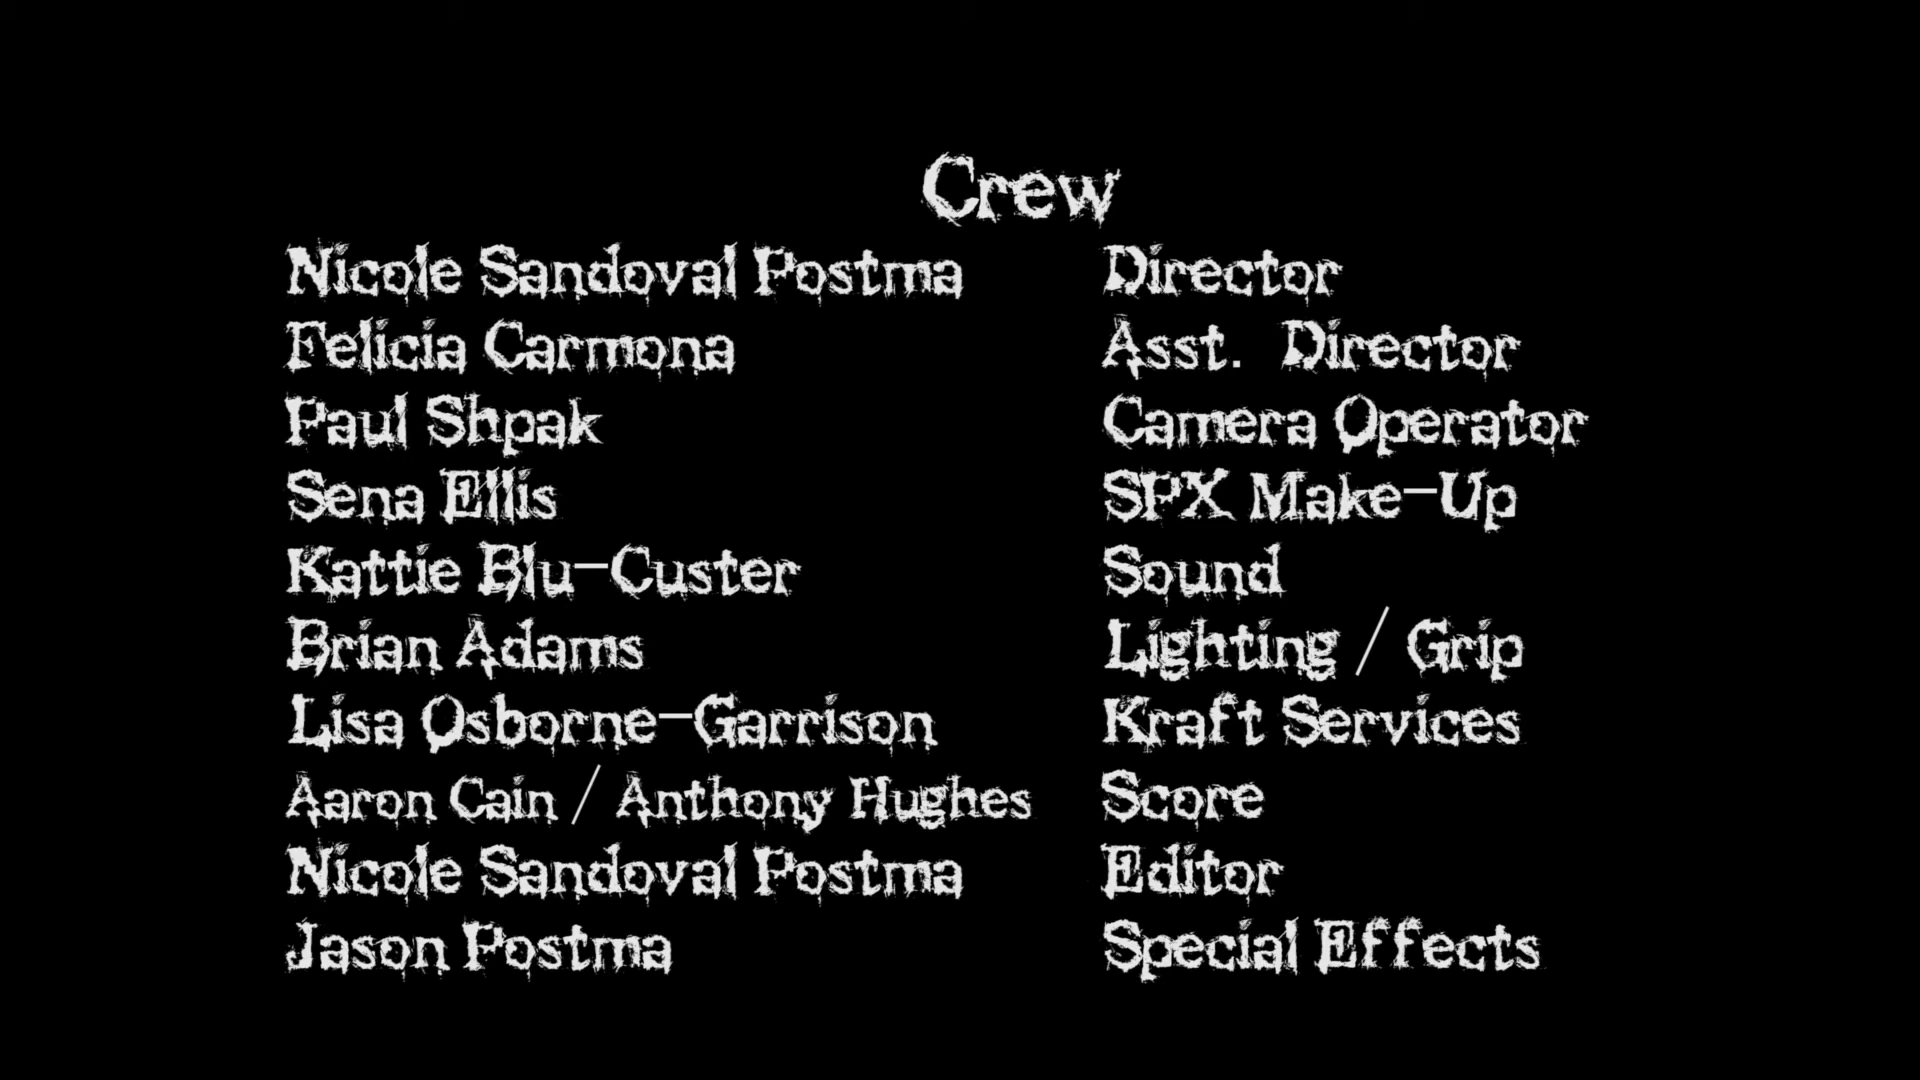 Crew
Nicole Sandoval Postma Director
Felicia Carmona Asst. Director
Paul Shpak Camera Operator
Sena Ellis SPX Make-Up
Kattie Blu-Custer Sound
Brian Adams Lighting / Grip
Lisa Osborne-Garrison Kraft Services
Aaron Cain / Anthony Hughes Score
Nicole Sandoval Postma Editor
Jason Postma Special Effects